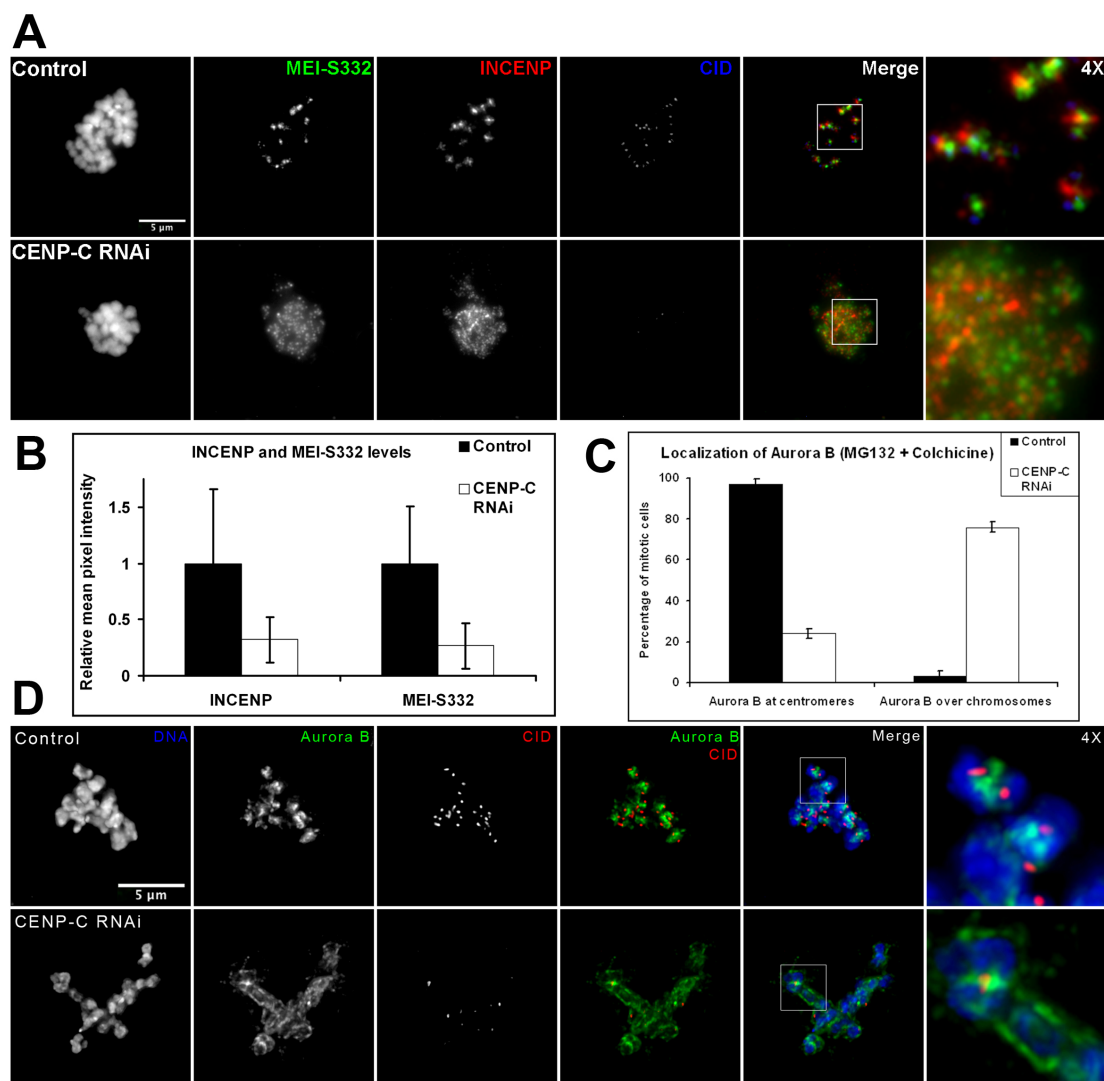 A
Control
MEI-S332
INCENP
CID
Merge
4X
5 µm
CENP-C RNAi
B
INCENP and MEI-S332 levels
Control
CENP-C
RNAi
Relative mean pixel intensity
1.5
1
0.5
0
INCENP
MEI-S332
C
Localization of Aurora B (MG132 + Colchicine)
Control
CENP-C
RNAi
Percentage of mitotic cells
100
80
60
40
20
0
Aurora B at centromeres
Aurora B over chromosomes
D
Control
DNA
Aurora B
CID
Aurora B
CID
Merge
4X
5 µm
CENP-C RNAi